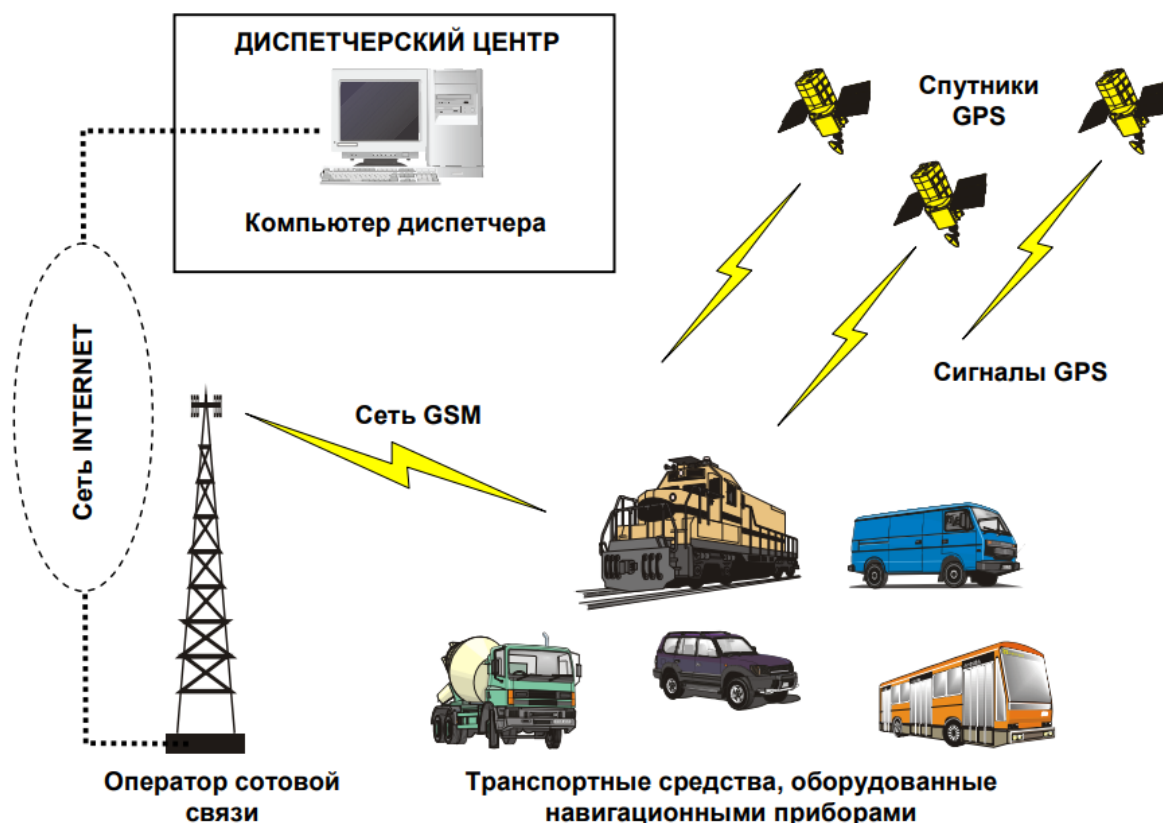 ДИСПЕТЧЕРСКИЙ ЦЕНТР
Компьютер диспетчера
Спутники
GPS
Сигналы GPS
Сеть INTERNET
Сеть GSM
Оператор сотовой
связи
Транспортные средства, оборудованные
навигационными приборами